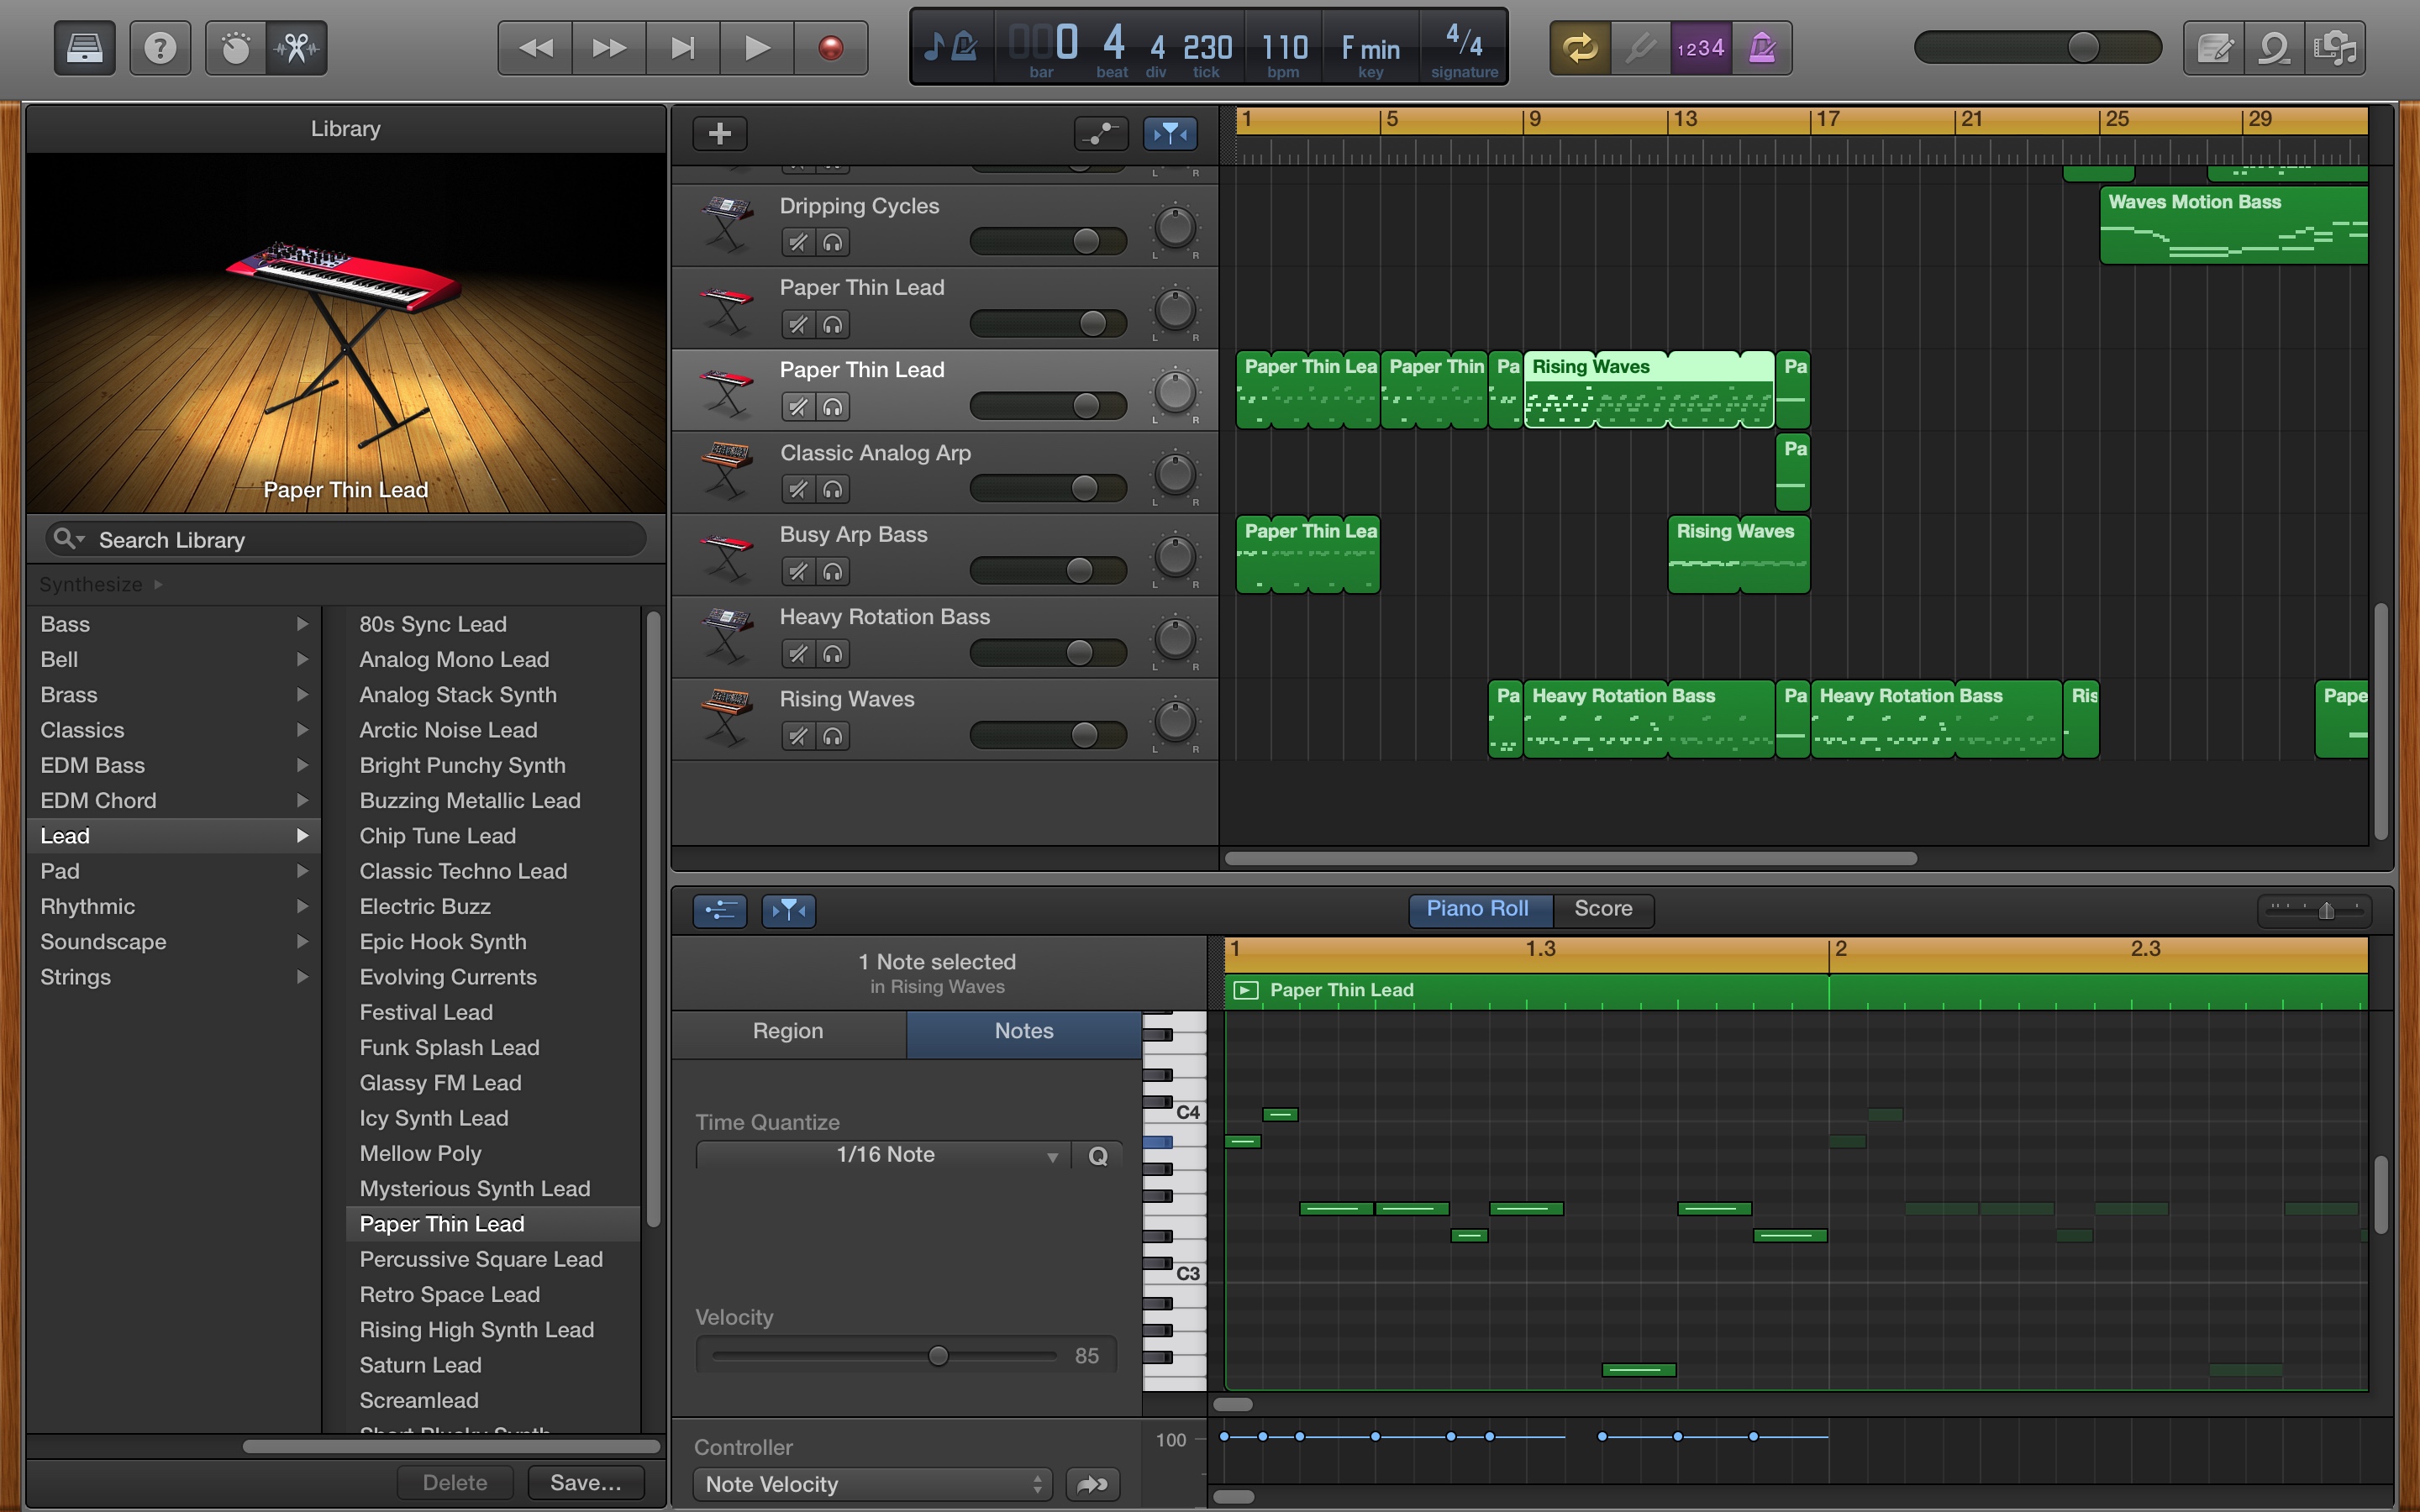 0 4 4 230 110 F min 4/4
bar beat div tick bpm key signature
1234
Library
Paper Thin Lead
Search Library
Synthesize
Bass
Bell
Brass
Classics
EDM Bass
EDM Chord
Lead
Pad
Rhythmic
Soundscape
Strings
80s Sync Lead
Analog Mono Lead
Analog Stack Synth
Arctic Noise Lead
Bright Punchy Synth
Buzzing Metallic Lead
Chip Tune Lead
Classic Techno Lead
Electric Buzz
Epic Hook Synth
Evolving Currents
Festival Lead
Funk Splash Lead
Glassy FM Lead
Icy Synth Lead
Mellow Poly
Mysterious Synth Lead
Paper Thin Lead
Percussive Square Lead
Retro Space Lead
Rising High Synth Lead
Saturn Lead
Screamlead
Delete Save...
1 5 9 13 17 21 25 29
L R
Dripping Cycles
L R
Waves Motion Bass
Paper Thin Lead
L R
Paper Thin Lead
L R
Paper Thin Lea Paper Thin Pa Rising Waves Pa
Classic Analog Arp
L R
Pa
Busy Arp Bass
L R
Paper Thin Lea Rising Waves
Heavy Rotation Bass
L R
Rising Waves
L R
Pa Heavy Rotation Bass Pa Heavy Rotation Bass Ris Pape
Piano Roll Score
1 Note selected
in Rising Waves
Region Notes
Time Quantize
1/16 Note Q
Velocity
85
Controller
Note Velocity
1 1.3 2 2.3
Paper Thin Lead
C4
C3
100